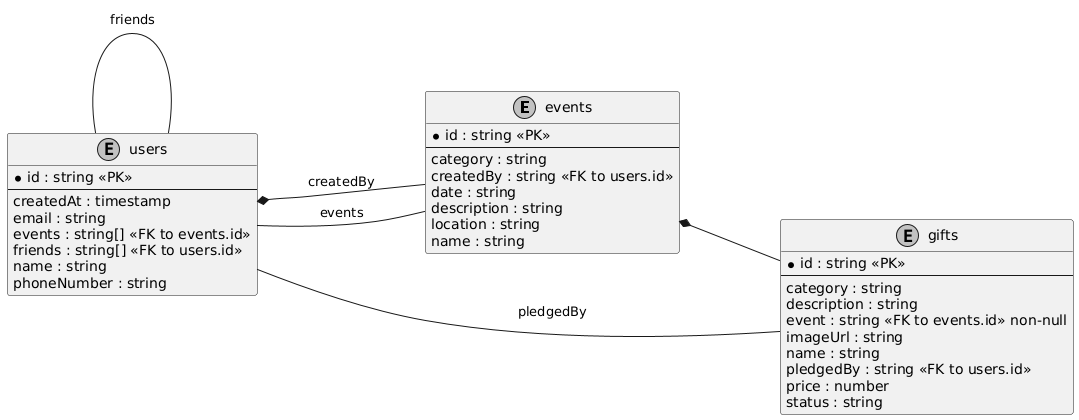 friends
E users
* id : string «PK»
createdAt : timestamp
email : string
events : string[] «FK to events.id»
friends : string[] «FK to users.id»
name : string
phoneNumber : string
createdBy
events
E events
* id : string «PK»
category : string
createdBy : string «FK to users.id»
date : string
description : string
location : string
name : string
pledgedBy
E gifts
* id : string «PK»
category : string
description : string
event : string «FK to events.id» non-null
imageUrl : string
name : string
pledgedBy : string «FK to users.id»
price : number
status : string